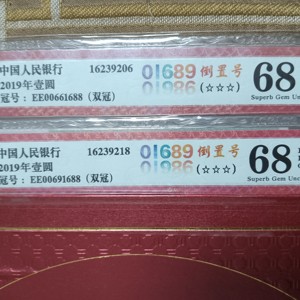 中国人民银行 16239206 01689 倒置号 68
2019年壹圆
冠号：EE00661688（双冠） (☆☆☆) Superb Gem Unc
中国人民银行 16239218 01689 倒置号 68
2019年壹圆
冠号：EE00691688（双冠） (☆☆☆) Superb Gem Unc